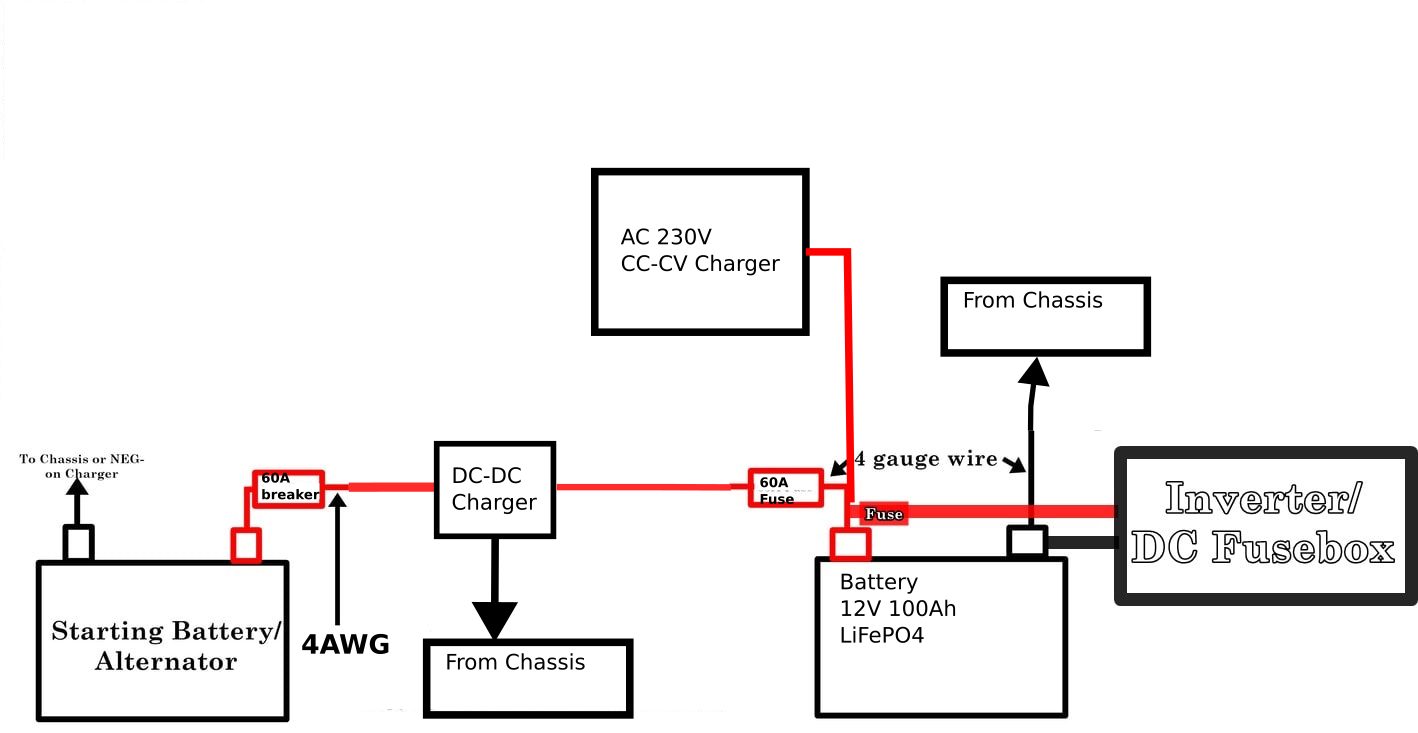 AC 230V
CC-CV Charger
From Chassis
To Chassis or NEG-
on Charger
60A
breaker
DC-DC
Charger
60A
Fuse
4 gauge wire
Fuse
Inverter/
DC Fusebox
Starting Battery/
Alternator
4AWG
From Chassis
Battery
12V 100Ah
LiFePO4